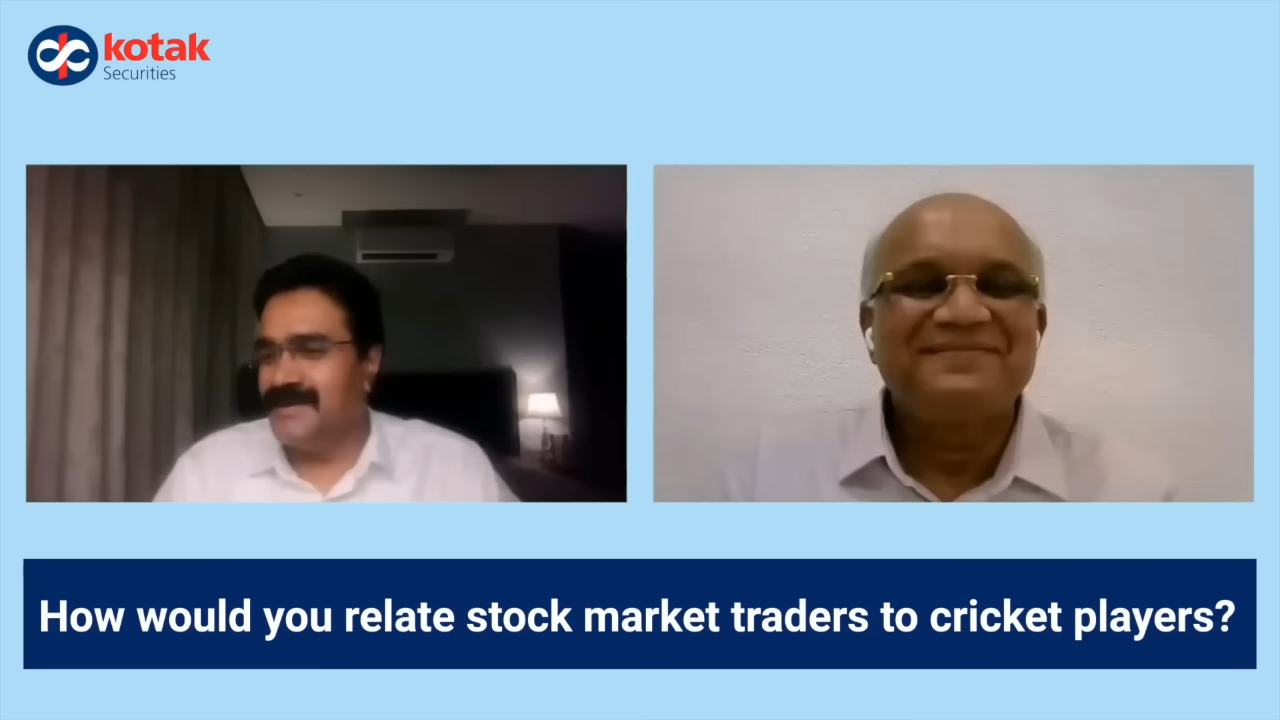 kotak
Securities
How would you relate stock market traders to cricket players?